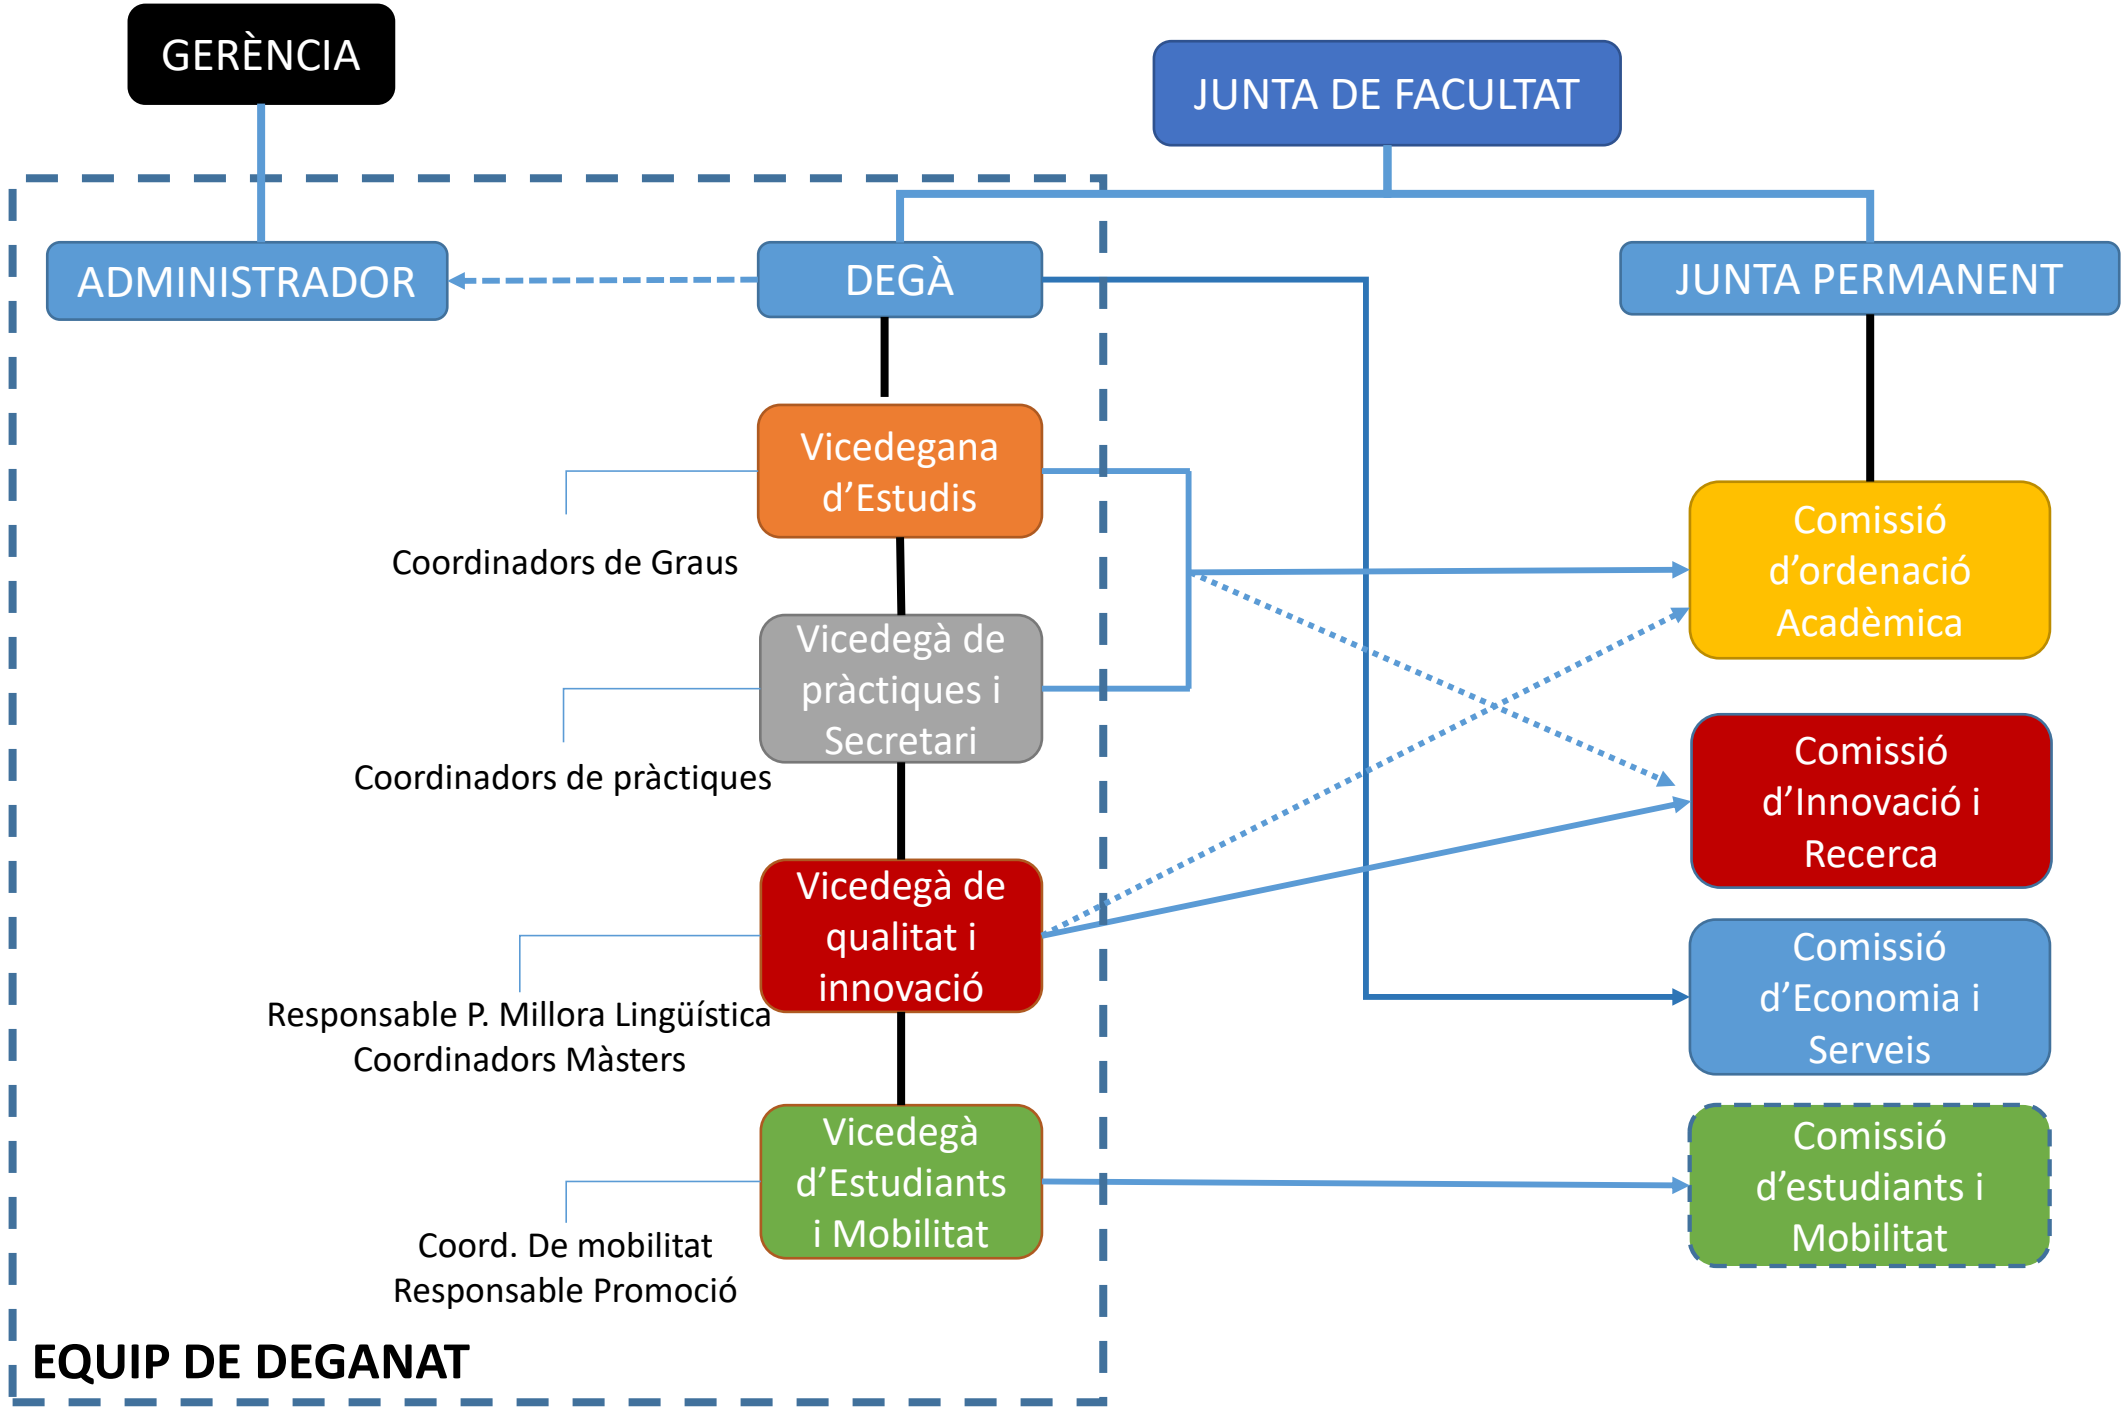 GERÈNCIA
JUNTA DE FACULTAT
ADMINISTRADOR
DEGÀ
JUNTA PERMANENT
Vicedegana
d’Estudis
Coordinadors de Graus
Vicedegà de
pràctiques i
Secretari
Coordinadors de pràctiques
Vicedegà de
qualitat i
innovació
Responsable P. Millora Lingüística
Coordinadors Màsters
Vicedegà
d’Estudiants
i Mobilitat
Coord. De mobilitat
Responsable Promoció
Comissió
d’ordenació
Acadèmica
Comissió
d’Innovació i
Recerca
Comissió
d’Economia i
Serveis
Comissió
d’estudiants i
Mobilitat
EQUIP DE DEGANAT